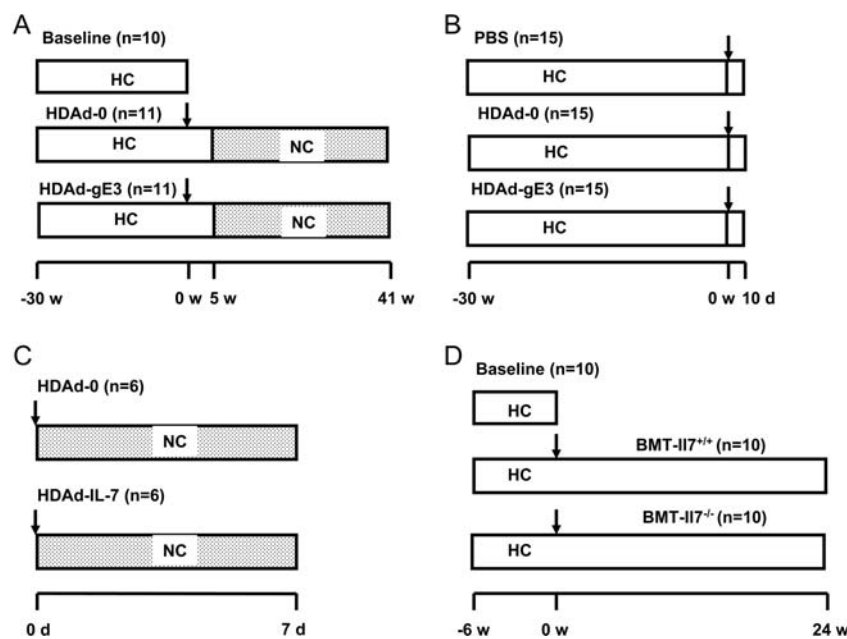 A
Baseline (n=10)
HC
HDAd-0 (n=11)
HC NC
HDAd-gE3 (n=11)
HC NC
-30 w 0 w 5 w 41 w
B
PBS (n=15)
HC
HDAd-0 (n=15)
HC
HDAd-gE3 (n=15)
HC
-30 w 0 w 10 d
C
HDAd-0 (n=6)
NC
HDAd-IL-7 (n=6)
NC
0 d 7 d
D
Baseline (n=10)
HC
BMT-Il7+/+ (n=10)
HC
BMT-Il7-/- (n=10)
HC
-6 w 0 w 24 w